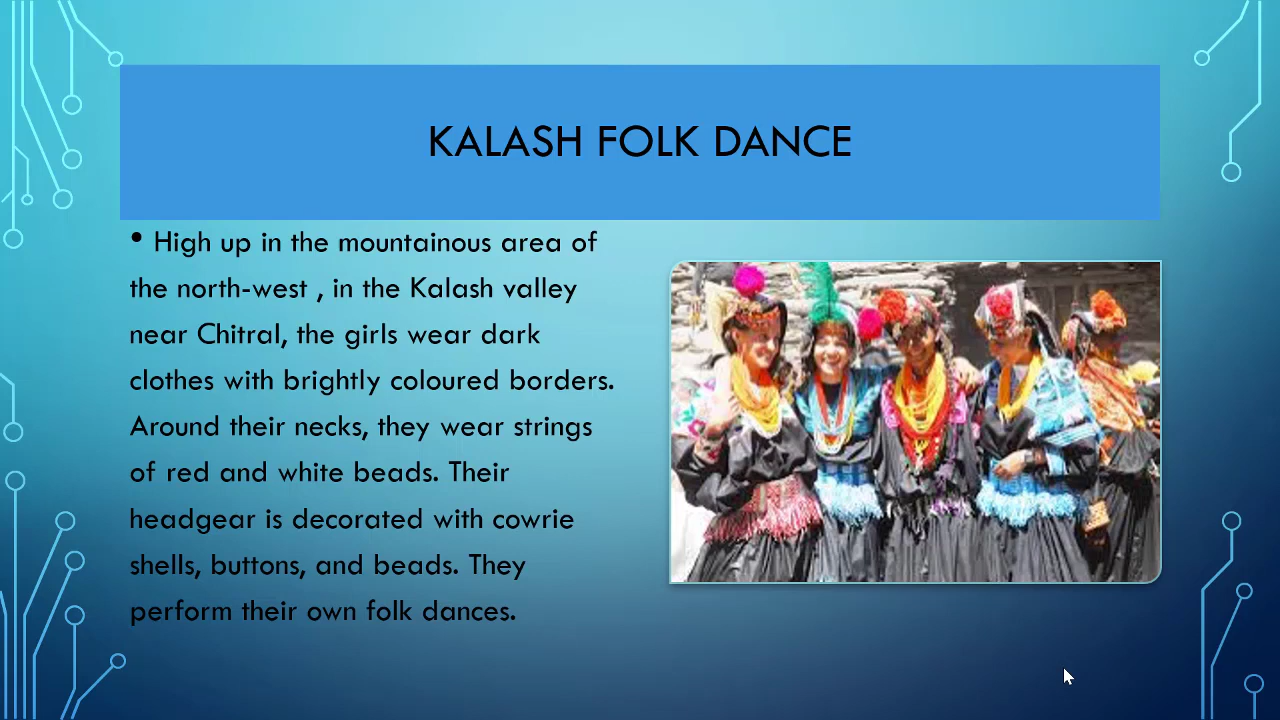 KALASH FOLK DANCE
• High up in the mountainous area of
the north-west , in the Kalash valley
near Chitral, the girls wear dark
clothes with brightly coloured borders.
Around their necks, they wear strings
of red and white beads. Their
headgear is decorated with cowrie
shells, buttons, and beads. They
perform their own folk dances.